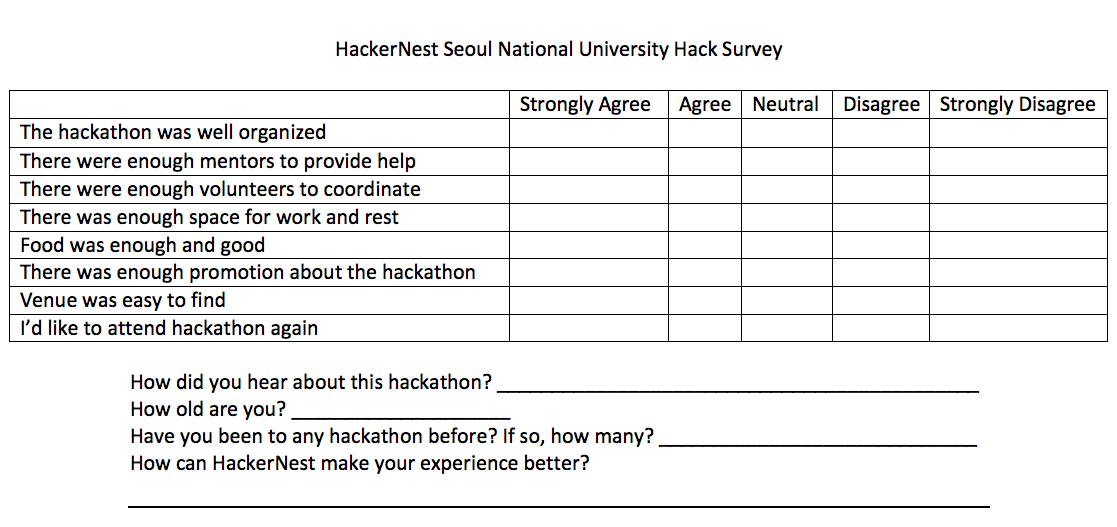 HackerNest Seoul National University Hack Survey
Strongly Agree Agree Neutral Disagree Strongly Disagree
The hackathon was well organized
There were enough mentors to provide help
There were enough volunteers to coordinate
There was enough space for work and rest
Food was enough and good
There was enough promotion about the hackathon
Venue was easy to find
I’d like to attend hackathon again
How did you hear about this hackathon?
How old are you?
Have you been to any hackathon before? If so, how many?
How can HackerNest make your experience better?